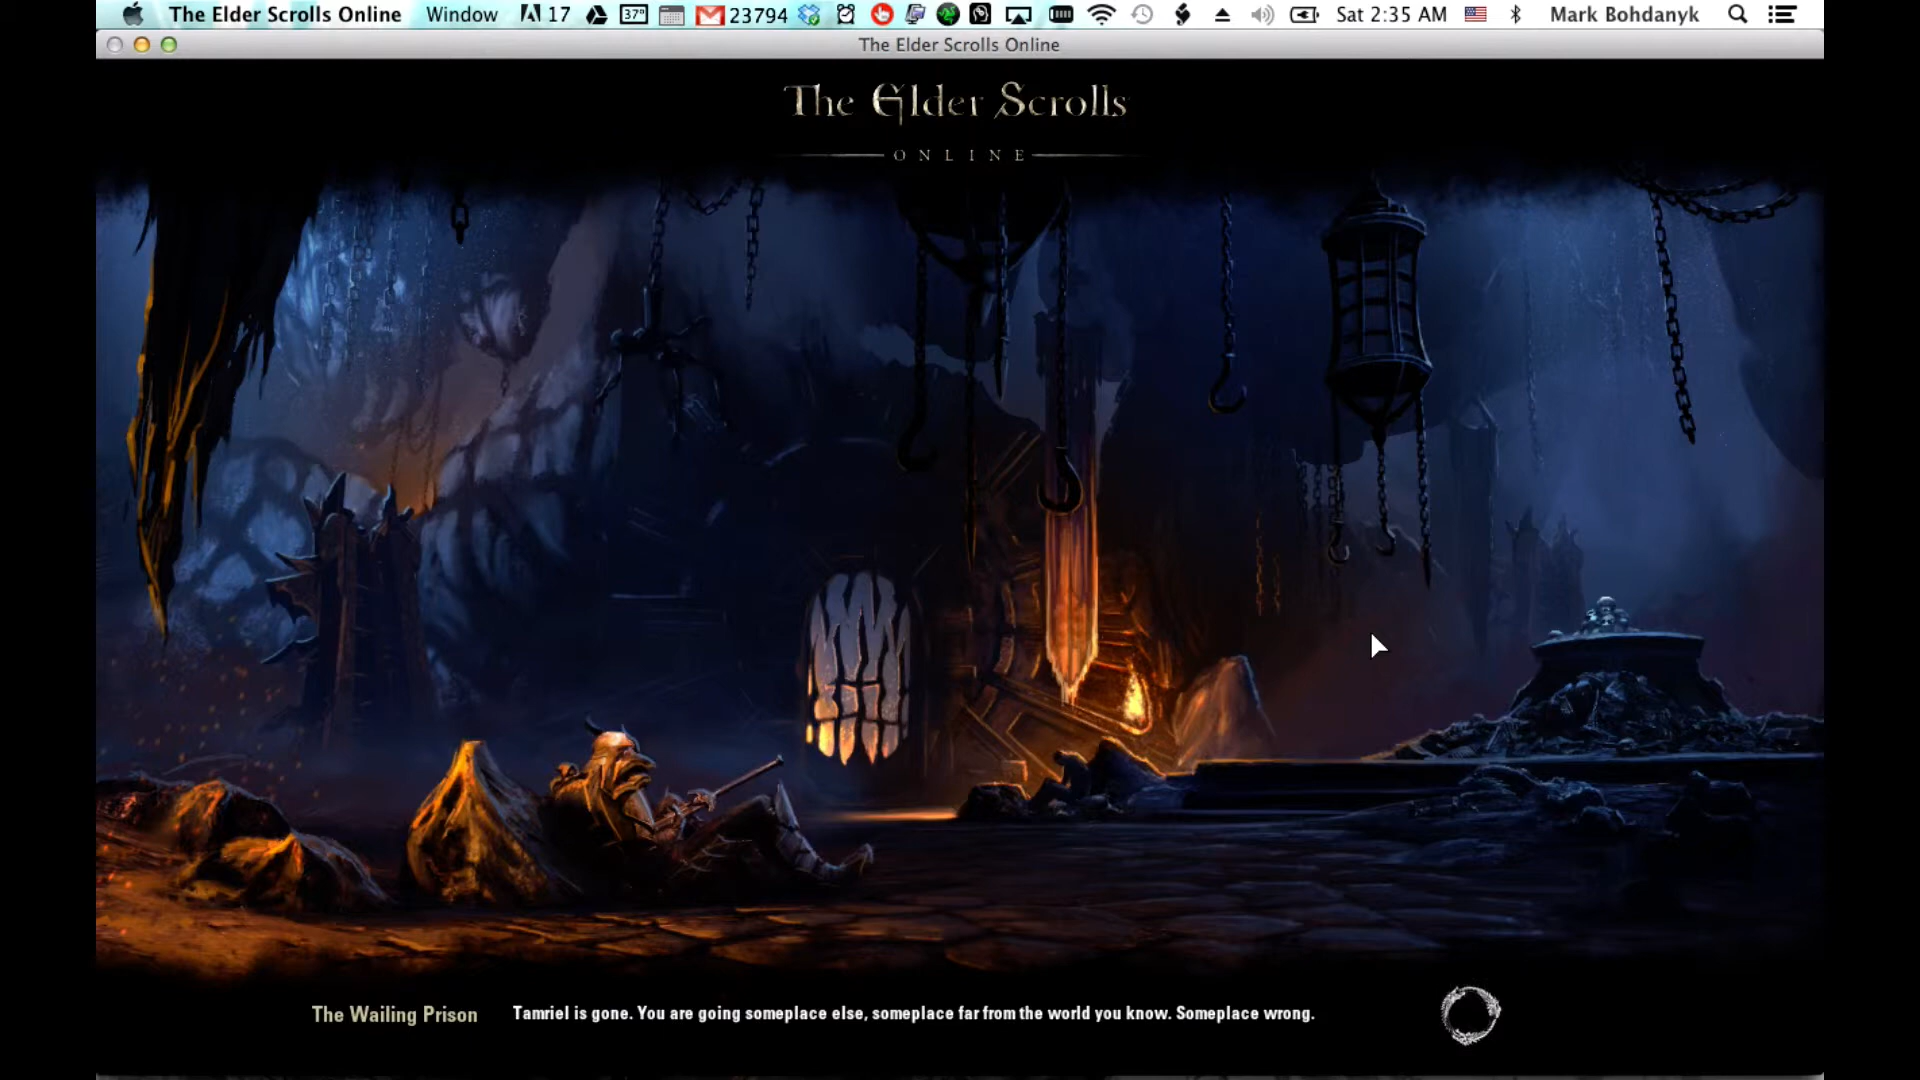 The Elder Scrolls Online Window 17 37° 23794 Sat 2:35 AM Mark Bohdanyk
The Elder Scrolls Online
The Elder Scrolls
ONLINE
The Wailing Prison Tamriel is gone. You are going someplace else, someplace far from the world you know. Someplace wrong.